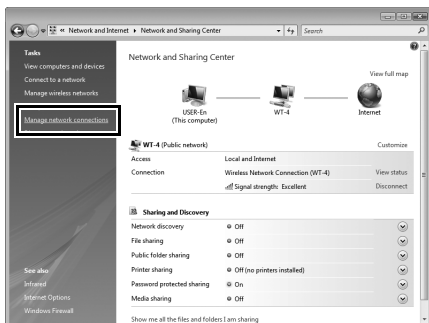 Network and Internet ▸ Network and Sharing Center
Search
Tasks
View computers and devices
Connect to a network
Manage wireless networks
Manage network connections
See also
Infrared
Internet Options
Windows Firewall
Network and Sharing Center
View full map
USER-En
(This computer)
WT-4
Internet
WT-4 (Public network)
Customize
Access
Local and Internet
Connection
Wireless Network Connection (WT-4)
View status
Signal strength: Excellent
Disconnect
Sharing and Discovery
Network discovery
Off
File sharing
Off
Public folder sharing
Off
Printer sharing
Off (no printers installed)
Password protected sharing
On
Media sharing
Off
Show me all the files and folders I am sharing